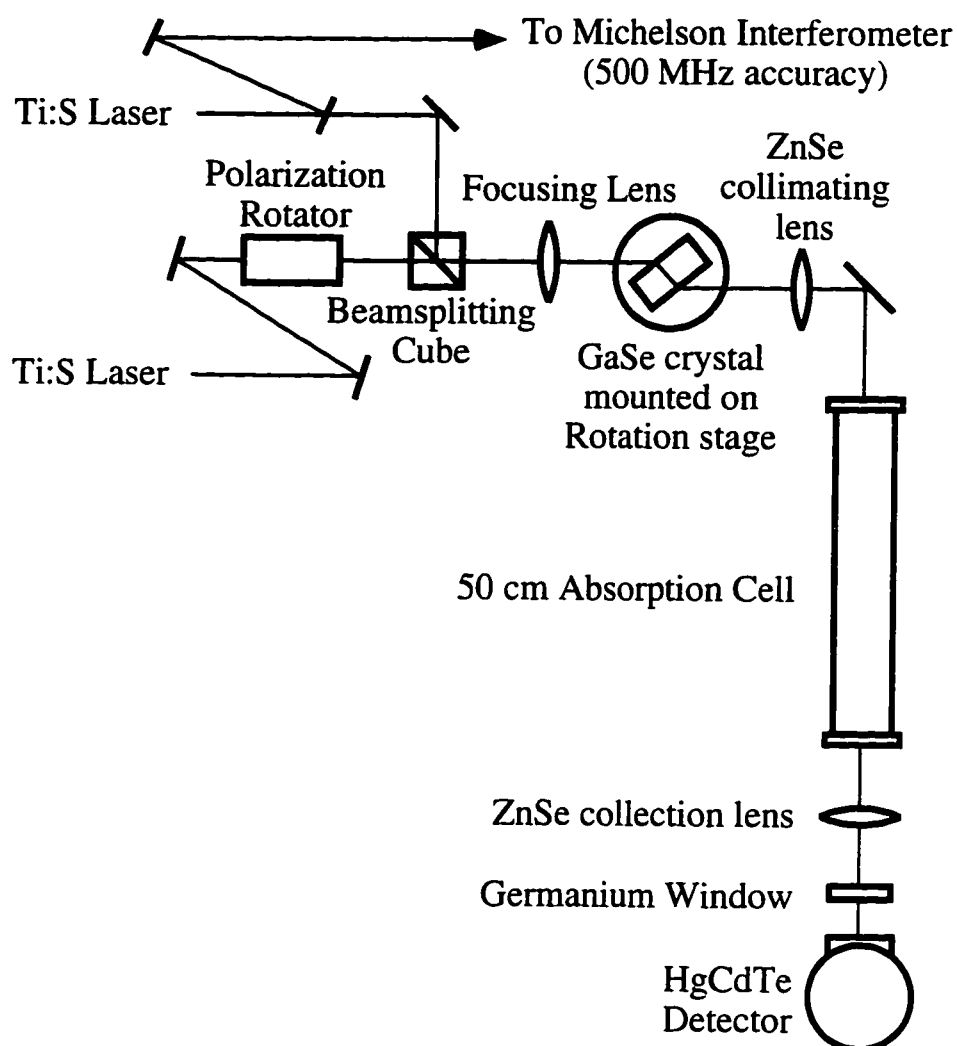 To Michelson Interferometer
(500 MHz accuracy)
Ti:S Laser
ZnSe
collimating
lens
Polarization
Rotator
Focusing Lens
Beamsplitting
Cube
Ti:S Laser
GaSe crystal
mounted on
Rotation stage
50 cm Absorption Cell
ZnSe collection lens
Germanium Window
HgCdTe
Detector